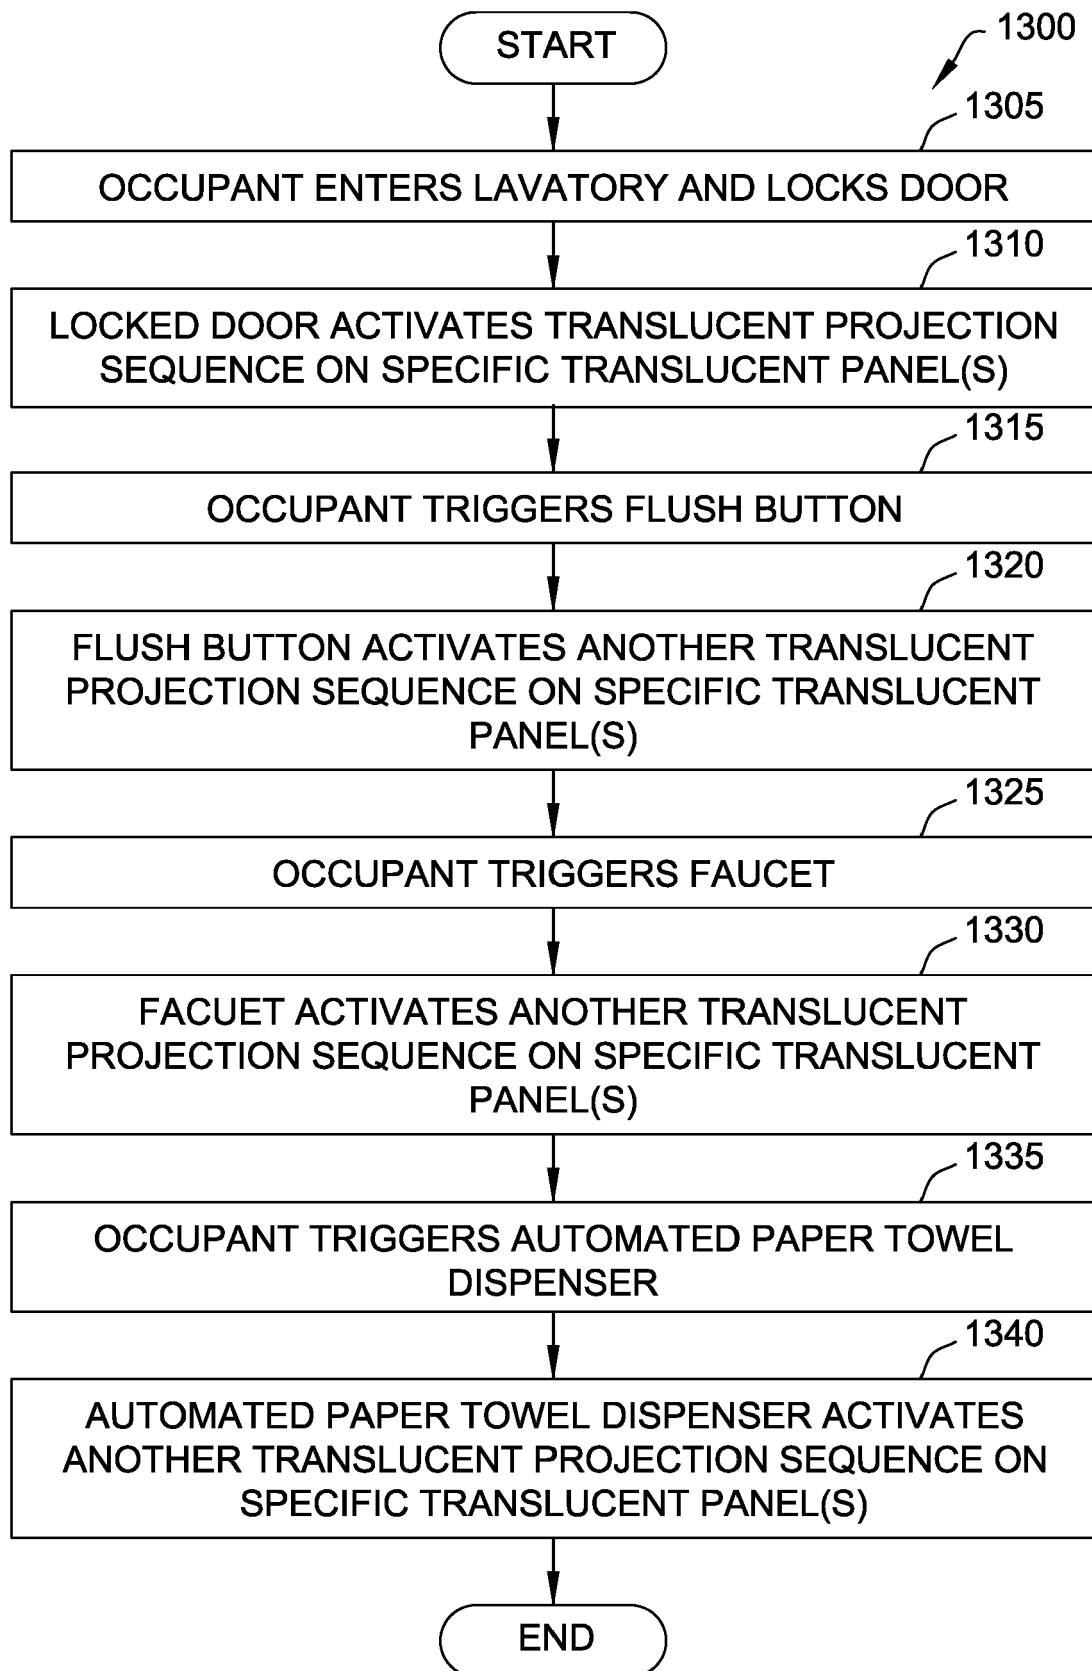 START
1300
1305
OCCUPANT ENTERS LAVATORY AND LOCKS DOOR
1310
LOCKED DOOR ACTIVATES TRANSLUCENT PROJECTION
SEQUENCE ON SPECIFIC TRANSLUCENT PANEL(S)
1315
OCCUPANT TRIGGERS FLUSH BUTTON
1320
FLUSH BUTTON ACTIVATES ANOTHER TRANSLUCENT
PROJECTION SEQUENCE ON SPECIFIC TRANSLUCENT
PANEL(S)
1325
OCCUPANT TRIGGERS FAUCET
1330
FACUET ACTIVATES ANOTHER TRANSLUCENT
PROJECTION SEQUENCE ON SPECIFIC TRANSLUCENT
PANEL(S)
1335
OCCUPANT TRIGGERS AUTOMATED PAPER TOWEL
DISPENSER
1340
AUTOMATED PAPER TOWEL DISPENSER ACTIVATES
ANOTHER TRANSLUCENT PROJECTION SEQUENCE ON
SPECIFIC TRANSLUCENT PANEL(S)
END